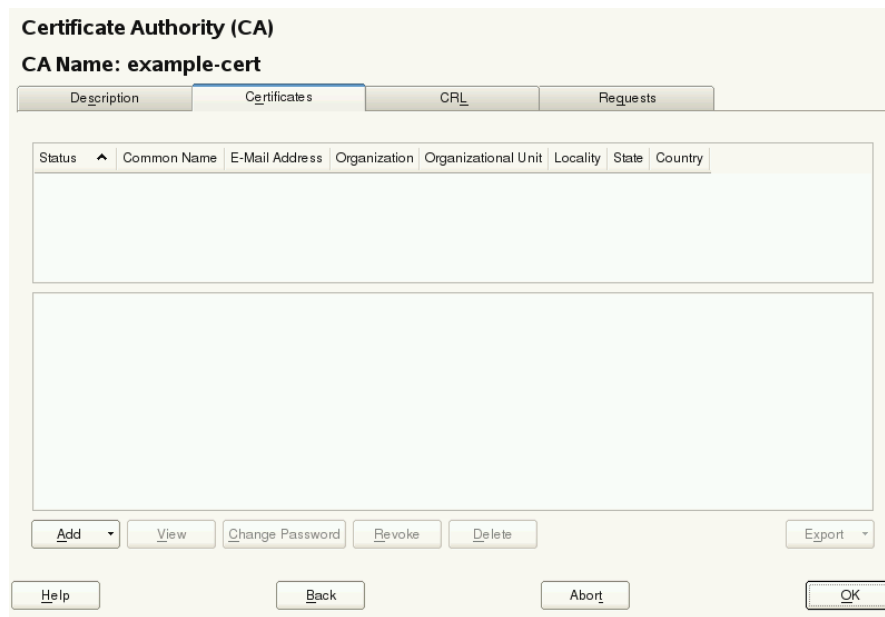 Certificate Authority (CA)
CA Name: example-cert
Description Certificates CRL Requests
Status Common Name E-Mail Address Organization Organizational Unit Locality State Country
Add View Change Password Revoke Delete Export
Help Back Abort OK